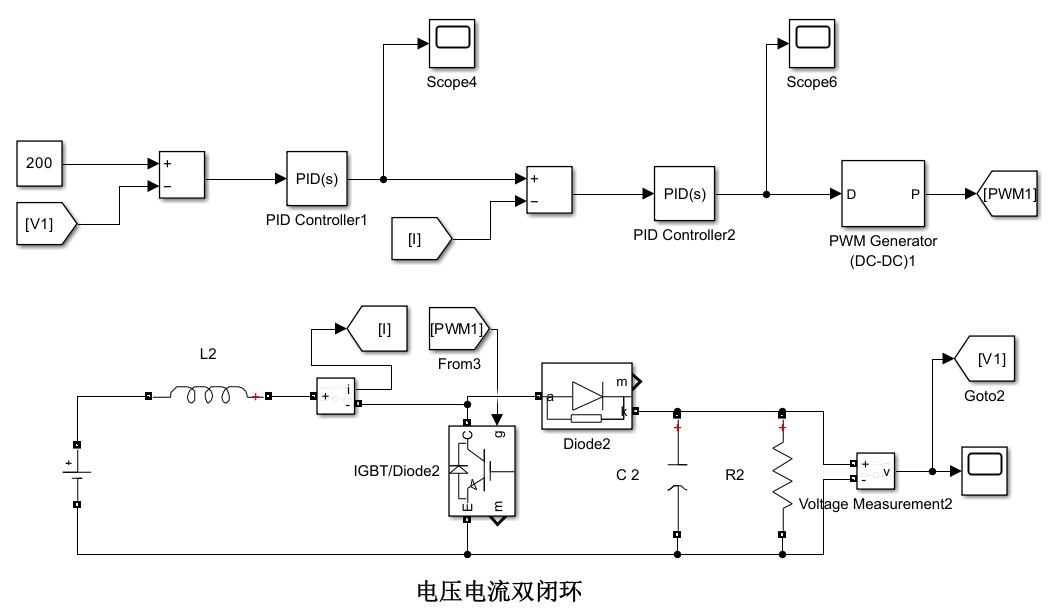 Scope4
Scope6
200
+
−
PID(s)
+
−
PID(s)
D
P
[PWM1]
[V1]
PID Controller1
[I]
PID Controller2
PWM Generator
(DC-DC)1
[I]
[PWM1]
From3
[V1]
Goto2
L2
+
+
i
-
a
m
k
Diode2
+
C
g
E
m
IGBT/Diode2
+
C 2
+
R2
+
-
v
Voltage Measurement2
电压电流双闭环